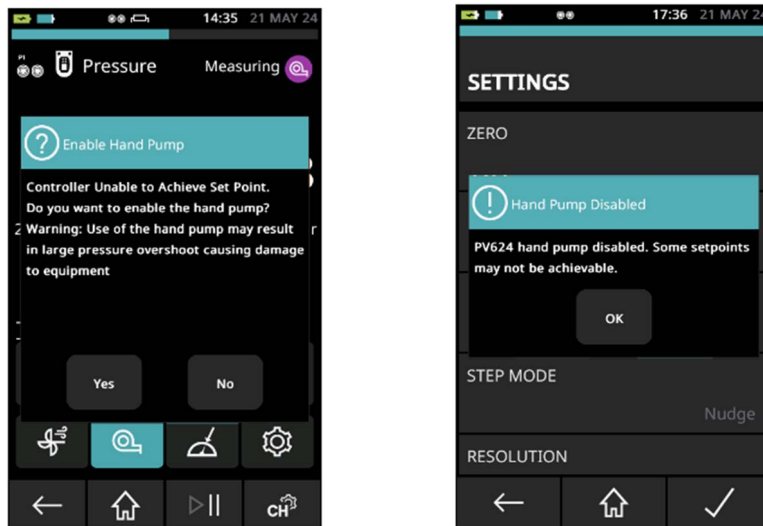 14:35 21 MAY 24
P1
Pressure
Measuring
Enable Hand Pump
Controller Unable to Achieve Set Point.
Do you want to enable the hand pump?
Warning: Use of the hand pump may result
in large pressure overshoot causing damage
to equipment
Yes
No
CH
17:36 21 MAY 24
SETTINGS
ZERO
Hand Pump Disabled
PV624 hand pump disabled. Some setpoints
may not be achievable.
OK
STEP MODE
Nudge
RESOLUTION